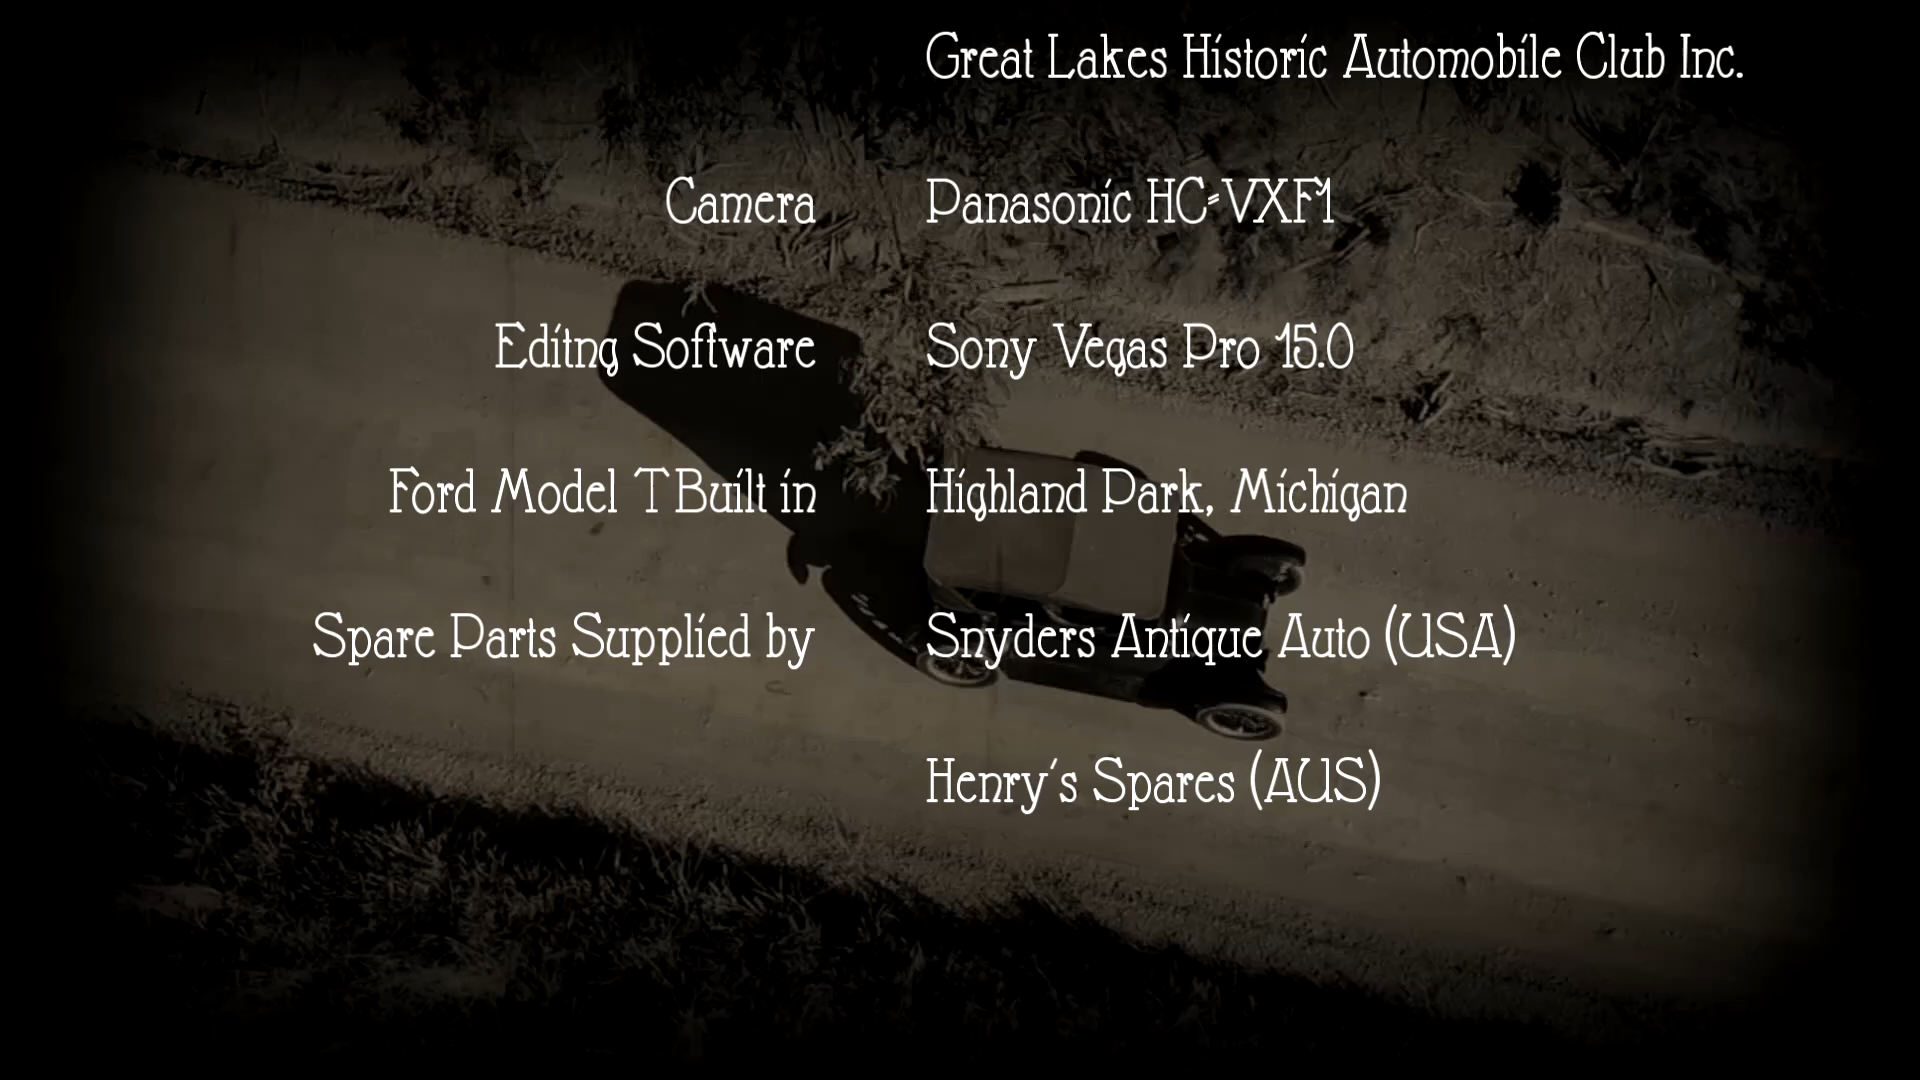 Great Lakes Historic Automobile Club Inc.
Camera Panasonic HC-VXF1
Editng Software Sony Vegas Pro 15.0
Ford Model T Built in Highland Park, Michigan
Spare Parts Supplied by Snyders Antique Auto (USA)
Henry's Spares (AUS)